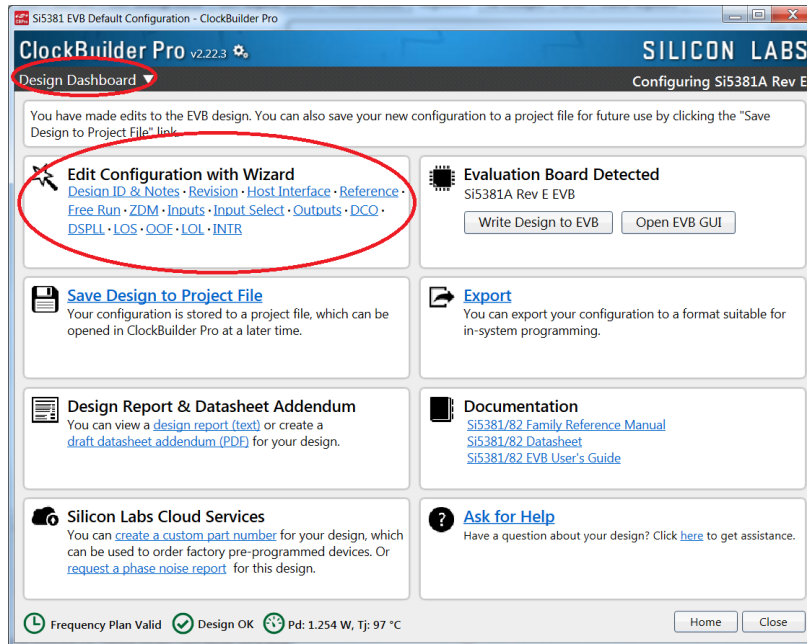 Si5381 EVB Default Configuration - ClockBuilder Pro
ClockBuilder Pro v2.22.3
SILICON LABS
Design Dashboard ▼
Configuring Si5381A Rev E
You have made edits to the EVB design. You can also save your new configuration to a project file for future use by clicking the "Save
Design to Project File" link.
Edit Configuration with Wizard
Design ID & Notes · Revision · Host Interface · Reference ·
Free Run · ZDM · Inputs · Input Select · Outputs · DCO ·
DSPLL · LOS · OOF · LOL · INTR
Evaluation Board Detected
Si5381A Rev E EVB
Write Design to EVB
Open EVB GUI
Save Design to Project File
Your configuration is stored to a project file, which can be
opened in ClockBuilder Pro at a later time.
Export
You can export your configuration to a format suitable for
in-system programming.
Design Report & Datasheet Addendum
You can view a design report (text) or create a
draft datasheet addendum (PDF) for your design.
Documentation
Si5381/82 Family Reference Manual
Si5381/82 Datasheet
Si5381/82 EVB User's Guide
Silicon Labs Cloud Services
You can create a custom part number for your design, which
can be used to order factory pre-programmed devices. Or
request a phase noise report for this design.
Ask for Help
Have a question about your design? Click here to get assistance.
Frequency Plan Valid
Design OK
Pd: 1.254 W, Tj: 97 °C
Home
Close